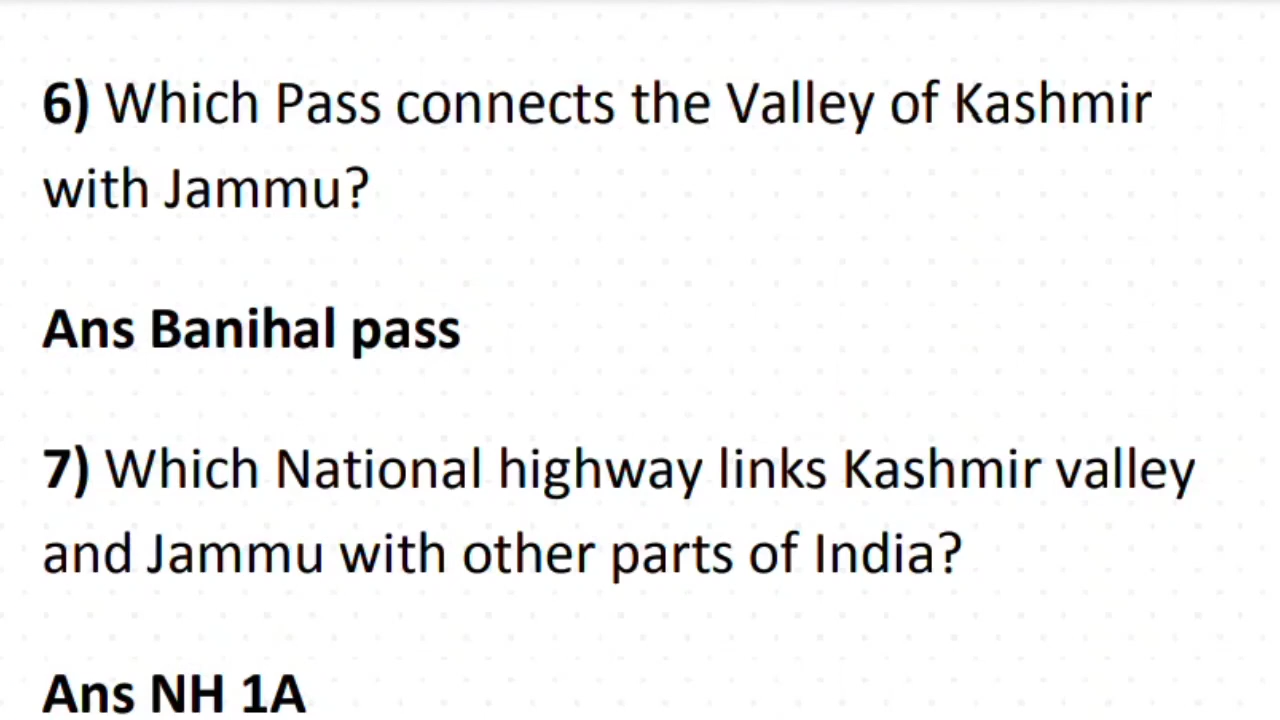 6) Which Pass connects the Valley of Kashmir
with Jammu?
Ans Banihal pass
7) Which National highway links Kashmir valley
and Jammu with other parts of India?
Ans NH 1A